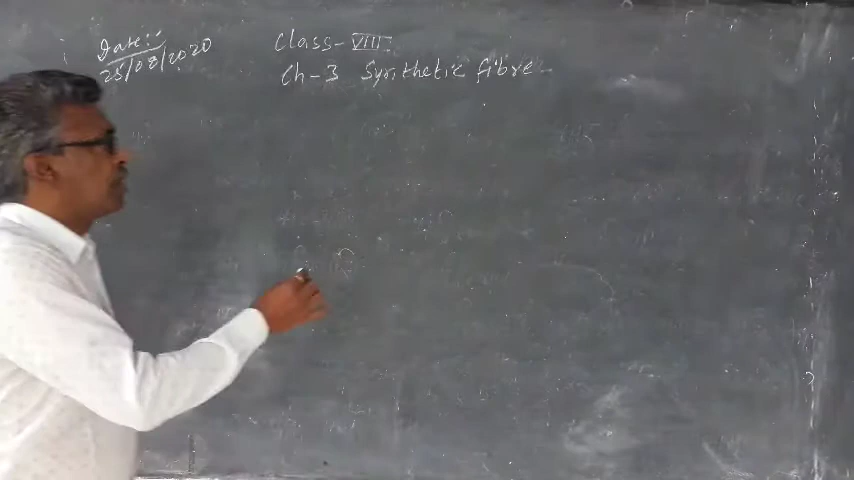 Date:-
25/08/2020
Class- VIII
Ch-3 Synthetic fibre